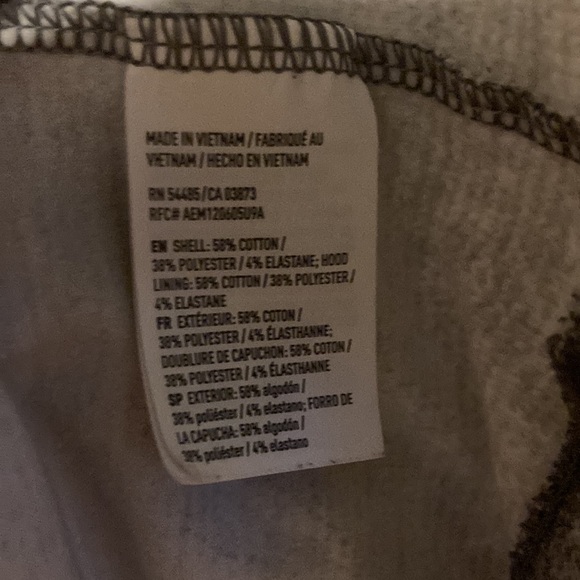 MADE IN VIETNAM / FABRIQUÉ AU
VIETNAM / HECHO EN VIETNAM
RN 54485/CA 03873
RFC# AEM120605U9A
EN SHELL: 58% COTTON /
38% POLYESTER / 4% ELASTANE; HOOD
LINING: 58% COTTON / 38% POLYESTER /
4% ELASTANE
FR EXTÉRIEUR: 58% COTON /
38% POLYESTER / 4% ÉLASTHANNE;
DOUBLURE DE CAPUCHON: 58% COTON /
38% POLYESTER / 4% ÉLASTHANNE
SP EXTERIOR: 58% algodón /
38% poliéster / 4% elastano; FORRO DE
LA CAPUCHA: 58% algodón /
38% poliéster / 4% elastano